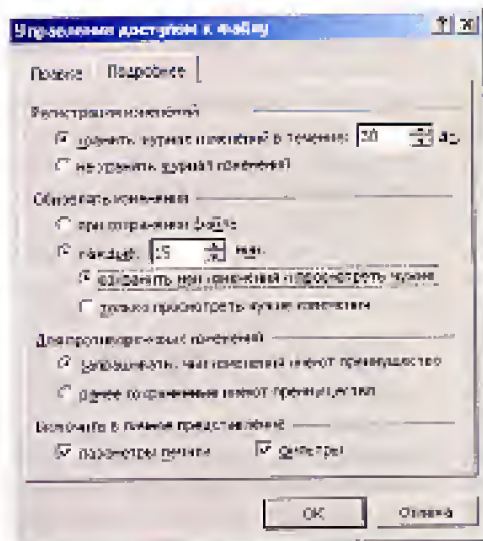 Управление доступом к файлу
Правка Подробнее
Регистрация изменений
хранить журнал изменений в течение: 30 дн.
не хранить журнал изменений
Обновлять изменения
при сохранении файла
каждые: 15 мин.
сохранить мои изменения и просмотреть чужие
только просмотреть чужие изменения
Для противоречивых изменений
запрашивать, чьи изменения имеют преимущество
ранее сохраненные имеют преимущество
Включить в личное представление
параметры печати фильтры
ОК Отмена